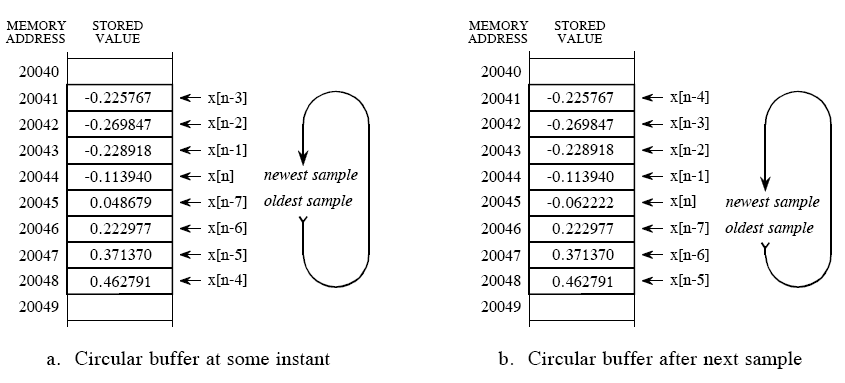 MEMORY ADDRESS STORED VALUE
20040
20041 -0.225767 x[n-3]
20042 -0.269847 x[n-2]
20043 -0.228918 x[n-1]
20044 -0.113940 x[n] newest sample
20045 0.048679 x[n-7] oldest sample
20046 0.222977 x[n-6]
20047 0.371370 x[n-5]
20048 0.462791 x[n-4]
20049
a. Circular buffer at some instant
MEMORY ADDRESS STORED VALUE
20040
20041 -0.225767 x[n-4]
20042 -0.269847 x[n-3]
20043 -0.228918 x[n-2]
20044 -0.113940 x[n-1]
20045 -0.062222 x[n] newest sample
20046 0.222977 x[n-7] oldest sample
20047 0.371370 x[n-6]
20048 0.462791 x[n-5]
20049
b. Circular buffer after next sample